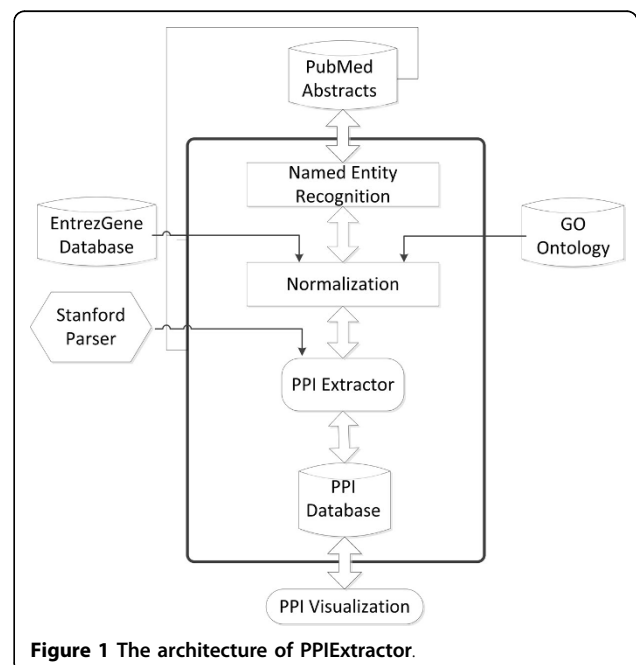 PubMed
Abstracts
Named Entity
Recognition
EntrezGene
Database
GO
Ontology
Normalization
Stanford
Parser
PPI Extractor
PPI
Database
PPI Visualization
Figure 1 The architecture of PPIExtractor.